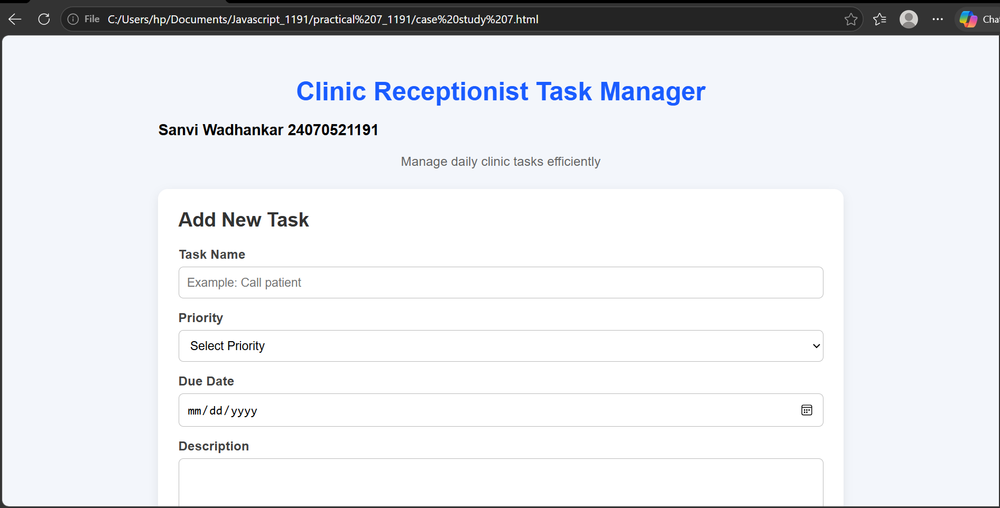 File C:/Users/hp/Documents/Javascript_1191/practical%207_1191/case%20study%207.html
Clinic Receptionist Task Manager
Sanvi Wadhankar 24070521191
Manage daily clinic tasks efficiently
Add New Task
Task Name
Example: Call patient
Priority
Select Priority
Due Date
mm/dd/yyyy
Description